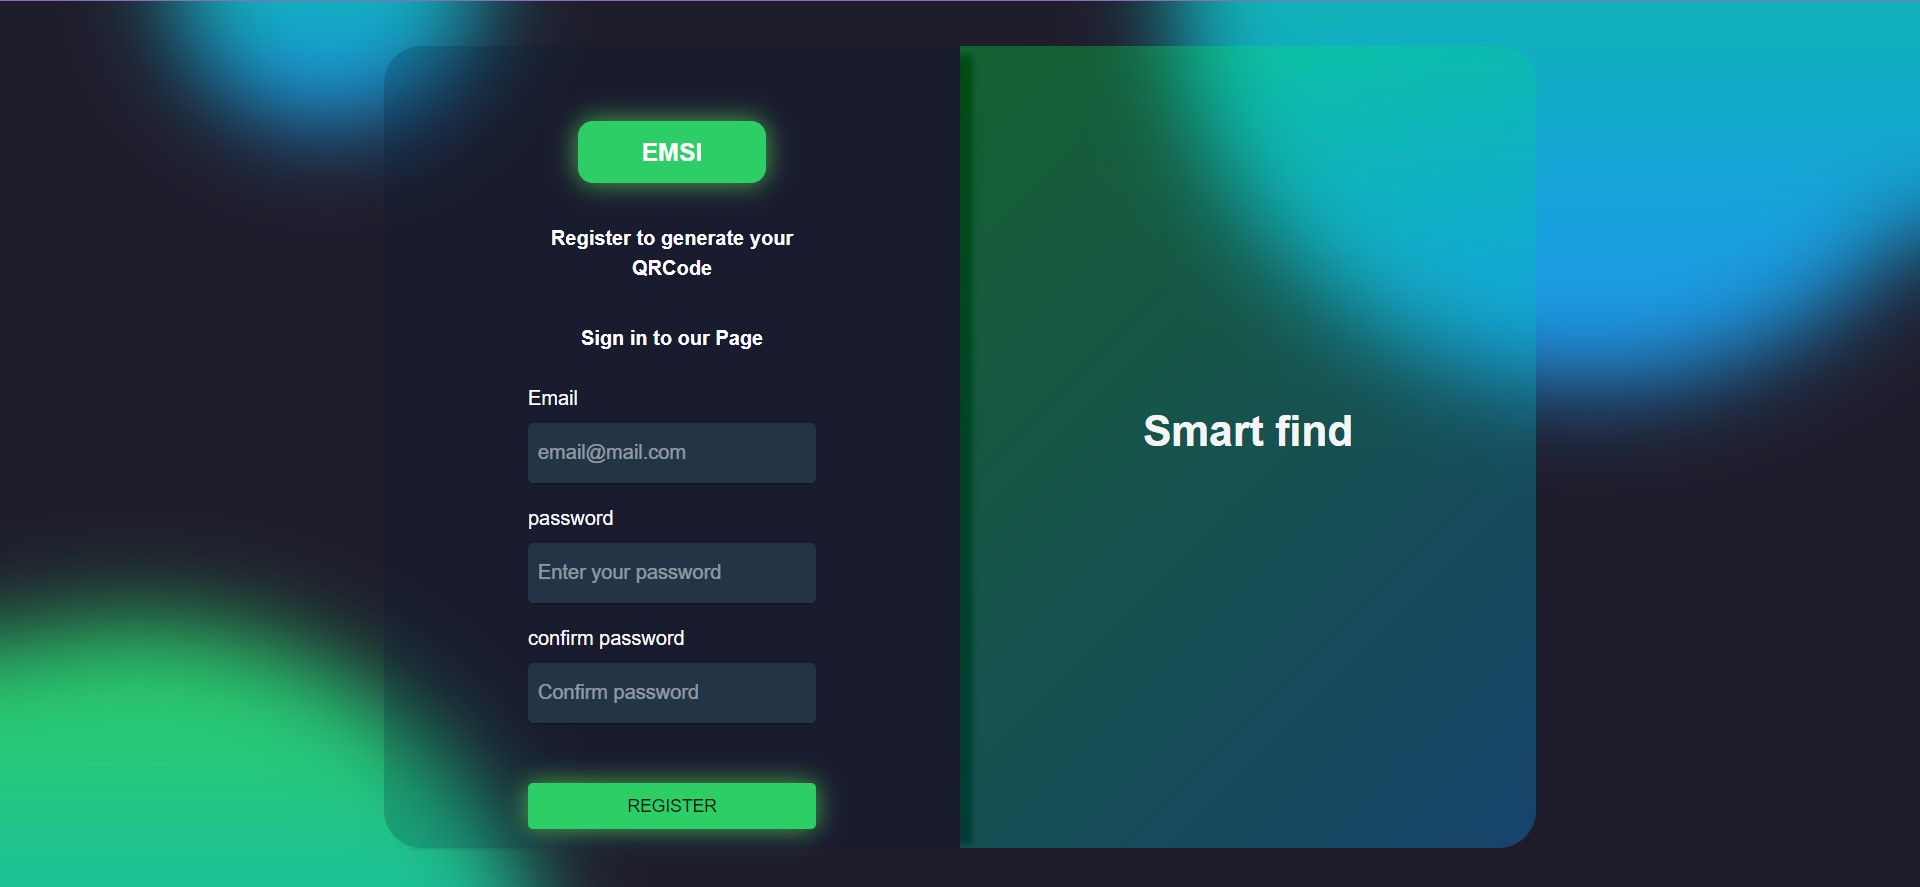 EMSI
Register to generate your
QRCode
Sign in to our Page
Email
email@mail.com
password
Enter your password
confirm password
Confirm password
REGISTER
Smart find